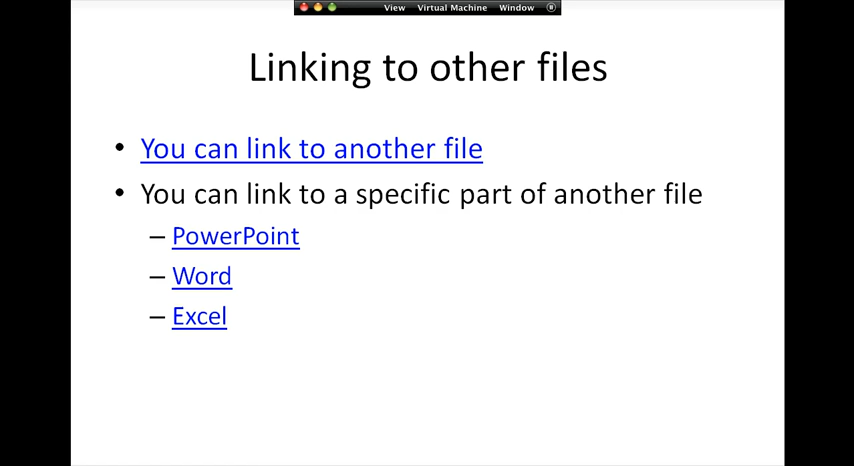 View Virtual Machine Window
Linking to other files
• You can link to another file
• You can link to a specific part of another file
– PowerPoint
– Word
– Excel